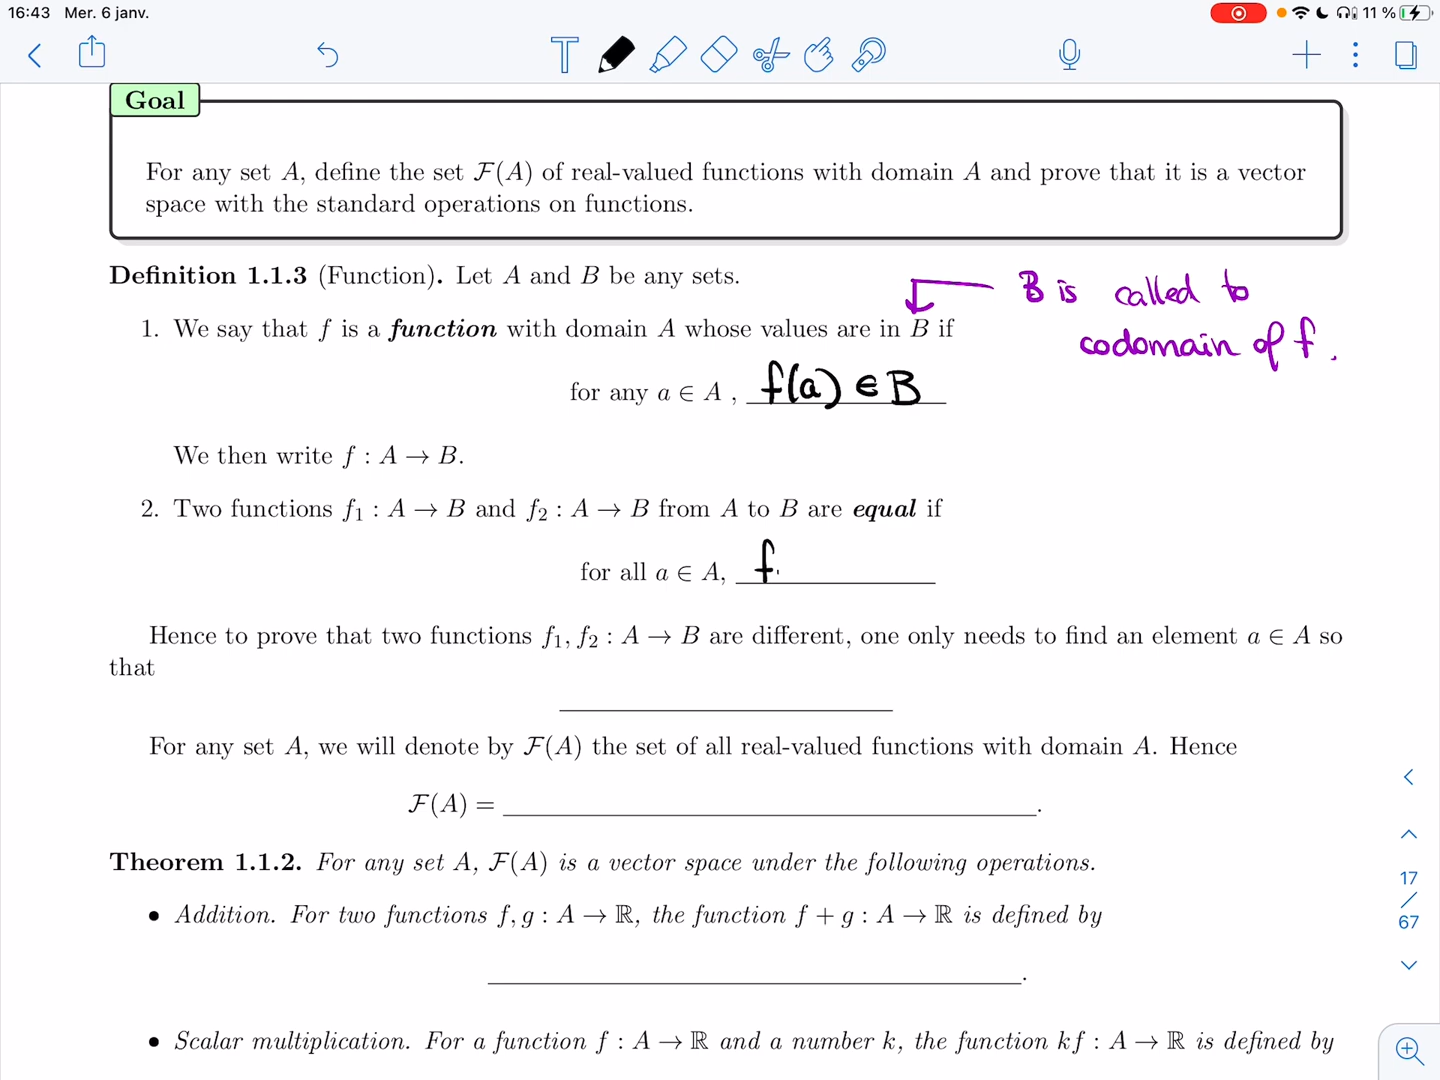 16:43 Mer. 6 janv.
11 %
Goal
For any set A, define the set F(A) of real-valued functions with domain A and prove that it is a vector
space with the standard operations on functions.
Definition 1.1.3 (Function). Let A and B be any sets.
B is called to
1. We say that f is a function with domain A whose values are in B if
codomain of f.
for any a ∈ A , f(a) ∈ B
We then write f : A → B.
2. Two functions f₁ : A → B and f₂ : A → B from A to B are equal if
for all a ∈ A, f
Hence to prove that two functions f₁, f₂ : A → B are different, one only needs to find an element a ∈ A so
that
For any set A, we will denote by F(A) the set of all real-valued functions with domain A. Hence
F(A) = .
Theorem 1.1.2. For any set A, F(A) is a vector space under the following operations.
• Addition. For two functions f, g : A → ℝ, the function f + g : A → ℝ is defined by
.
• Scalar multiplication. For a function f : A → ℝ and a number k, the function kf : A → ℝ is defined by
17
/
67